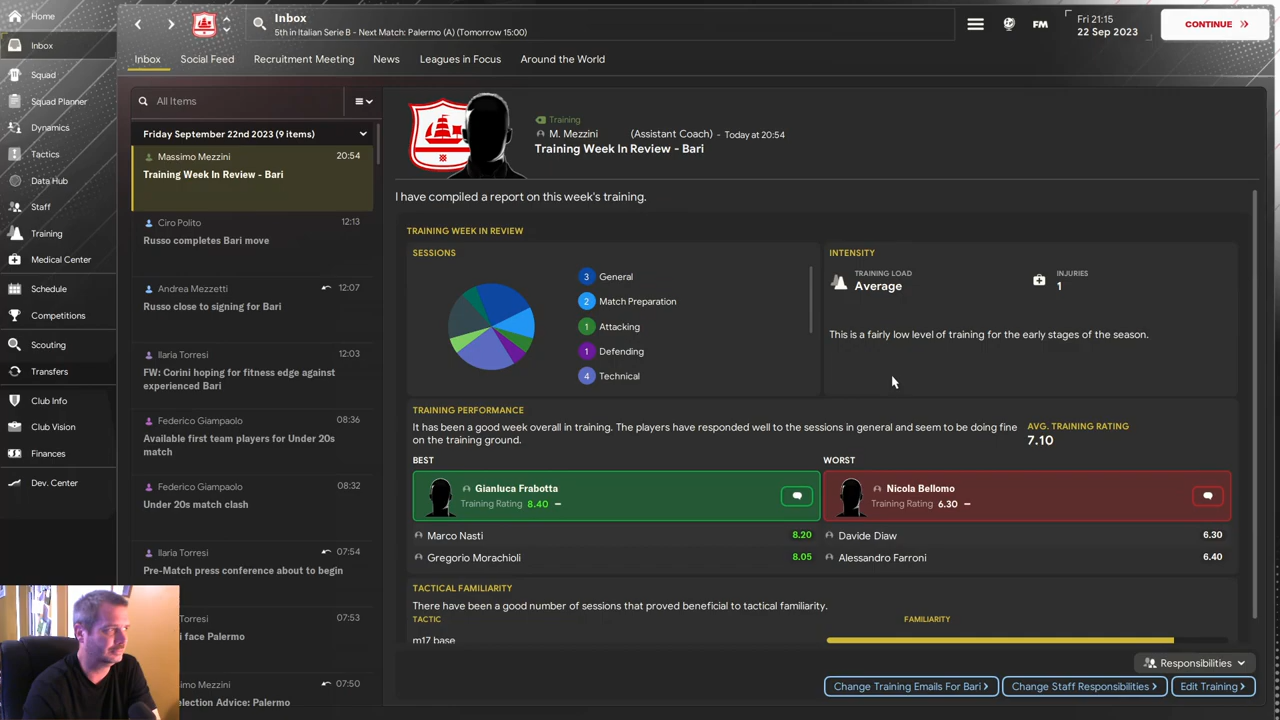 Home
Inbox
Squad
Squad Planner
Dynamics
Tactics
Data Hub
Staff
Training
Medical Center
Schedule
Competitions
Scouting
Transfers
Club Info
Club Vision
Finances
Dev. Center
Inbox
5th in Italian Serie B - Next Match: Palermo (A) (Tomorrow 15:00)
FM
Fri 21:15
22 Sep 2023
CONTINUE
Inbox
Social Feed
Recruitment Meeting
News
Leagues in Focus
Around the World
All Items
Friday September 22nd 2023 (9 items)
Massimo Mezzini 20:54
Training Week In Review - Bari
Ciro Polito 12:13
Russo completes Bari move
Andrea Mezzetti 12:07
Russo close to signing for Bari
Ilaria Torresi 12:03
FW: Corini hoping for fitness edge against
experienced Bari
Federico Giampaolo 08:36
Available first team players for Under 20s
match
Federico Giampaolo 08:32
Under 20s match clash
Ilaria Torresi 07:54
Pre-Match press conference about to begin
Torresi 07:53
face Palermo
Mezzini 07:50
Selection Advice: Palermo
Training
M. Mezzini (Assistant Coach) - Today at 20:54
Training Week In Review - Bari
I have compiled a report on this week's training.
TRAINING WEEK IN REVIEW
SESSIONS
3 General
2 Match Preparation
1 Attacking
1 Defending
4 Technical
INTENSITY
TRAINING LOAD
Average
INJURIES
1
This is a fairly low level of training for the early stages of the season.
TRAINING PERFORMANCE
It has been a good week overall in training. The players have responded well to the sessions in general and seem to be doing fine
on the training ground.
AVG. TRAINING RATING
7.10
BEST
Gianluca Frabotta
Training Rating 8.40
Marco Nasti 8.20
Gregorio Morachioli 8.05
WORST
Nicola Bellomo
Training Rating 6.30
Davide Diaw 6.30
Alessandro Farroni 6.40
TACTICAL FAMILIARITY
There have been a good number of sessions that proved beneficial to tactical familiarity.
TACTIC FAMILIARITY
m17 base
Responsibilities
Change Training Emails For Bari
Change Staff Responsibilities
Edit Training